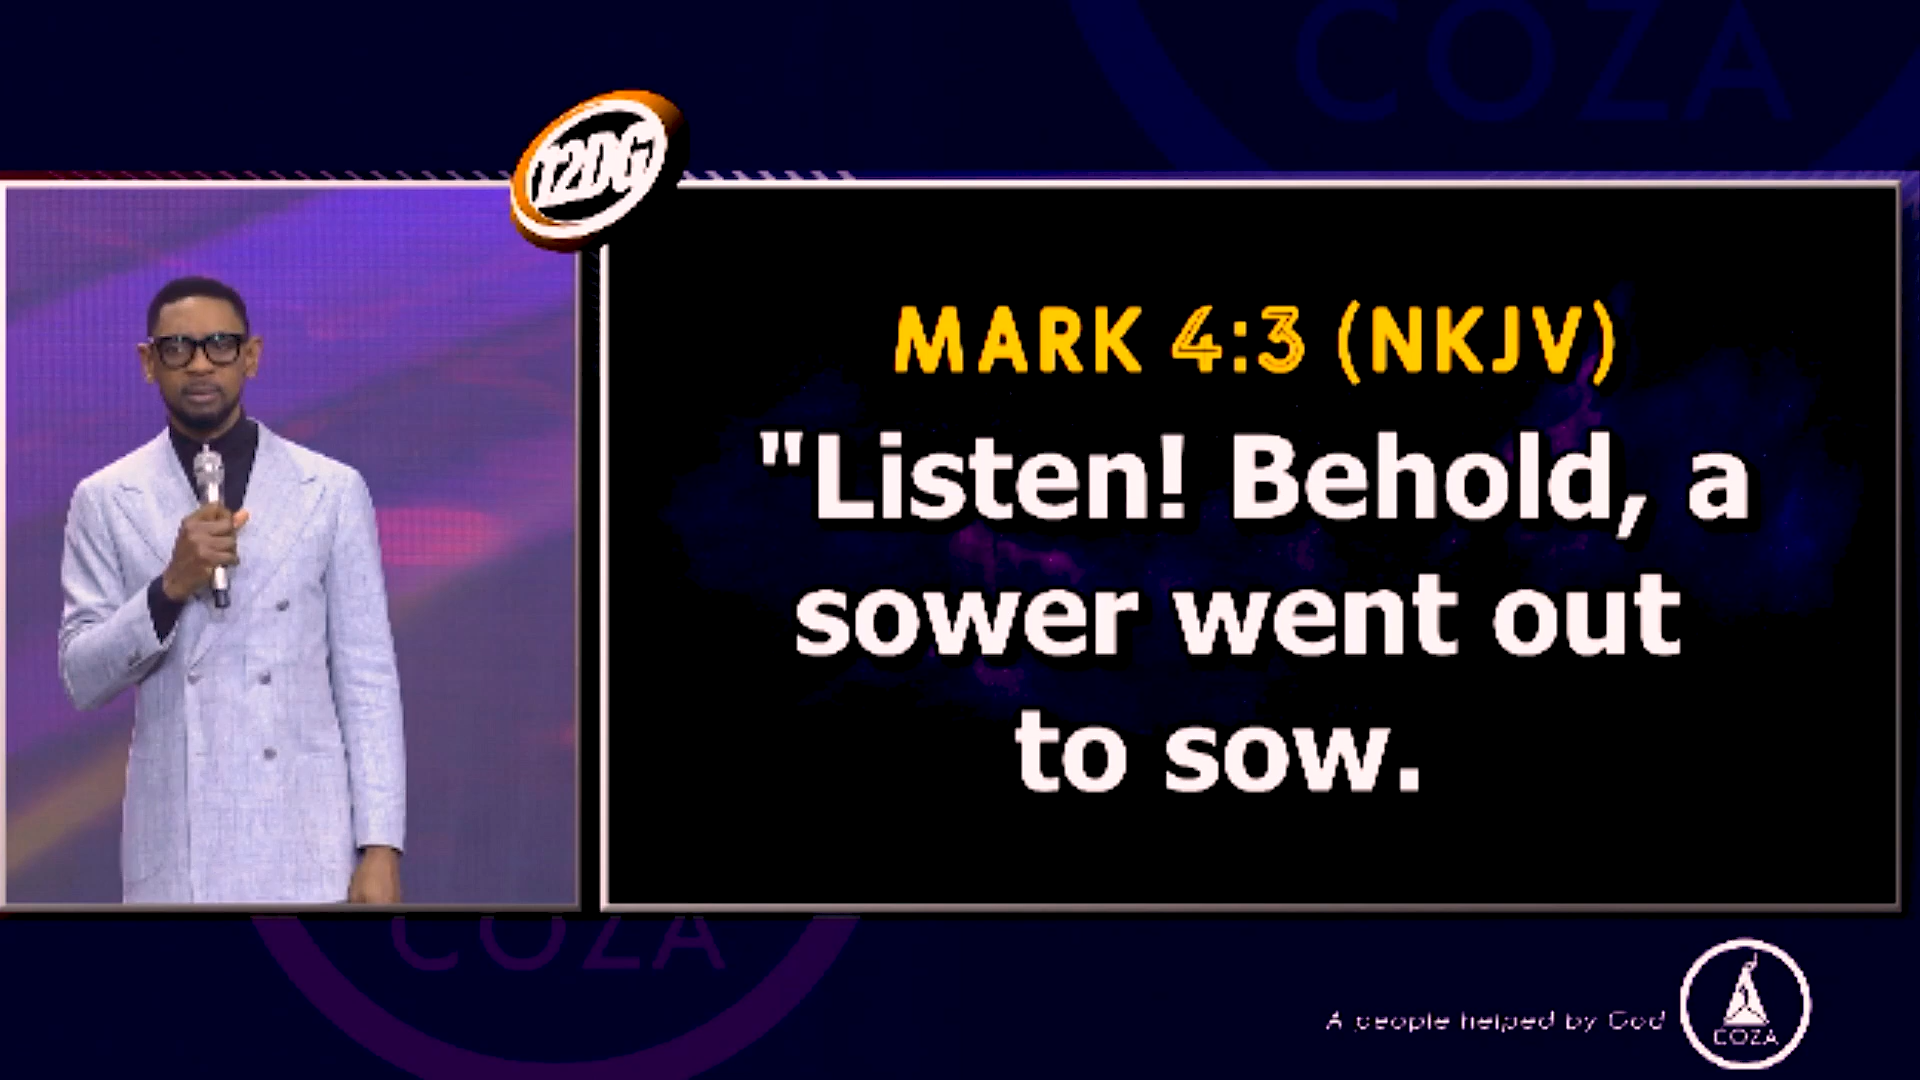 COZA
12DG
MARK 4:3 (NKJV)
"Listen! Behold, a
sower went out
to sow.
COZA
A people helped by God
COZA